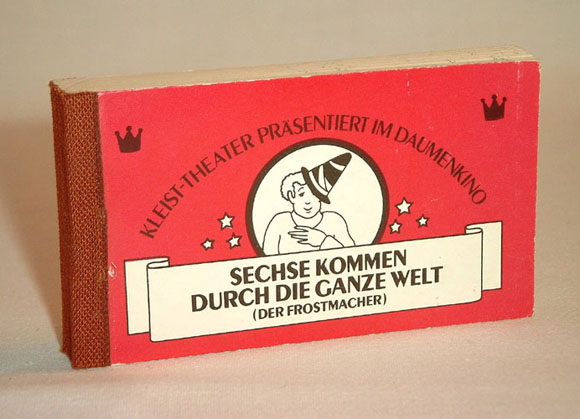 KLEIST-THEATER PRÄSENTIERT IM DAUMENKINO
SECHSE KOMMEN
DURCH DIE GANZE WELT
(DER FROSTMACHER)